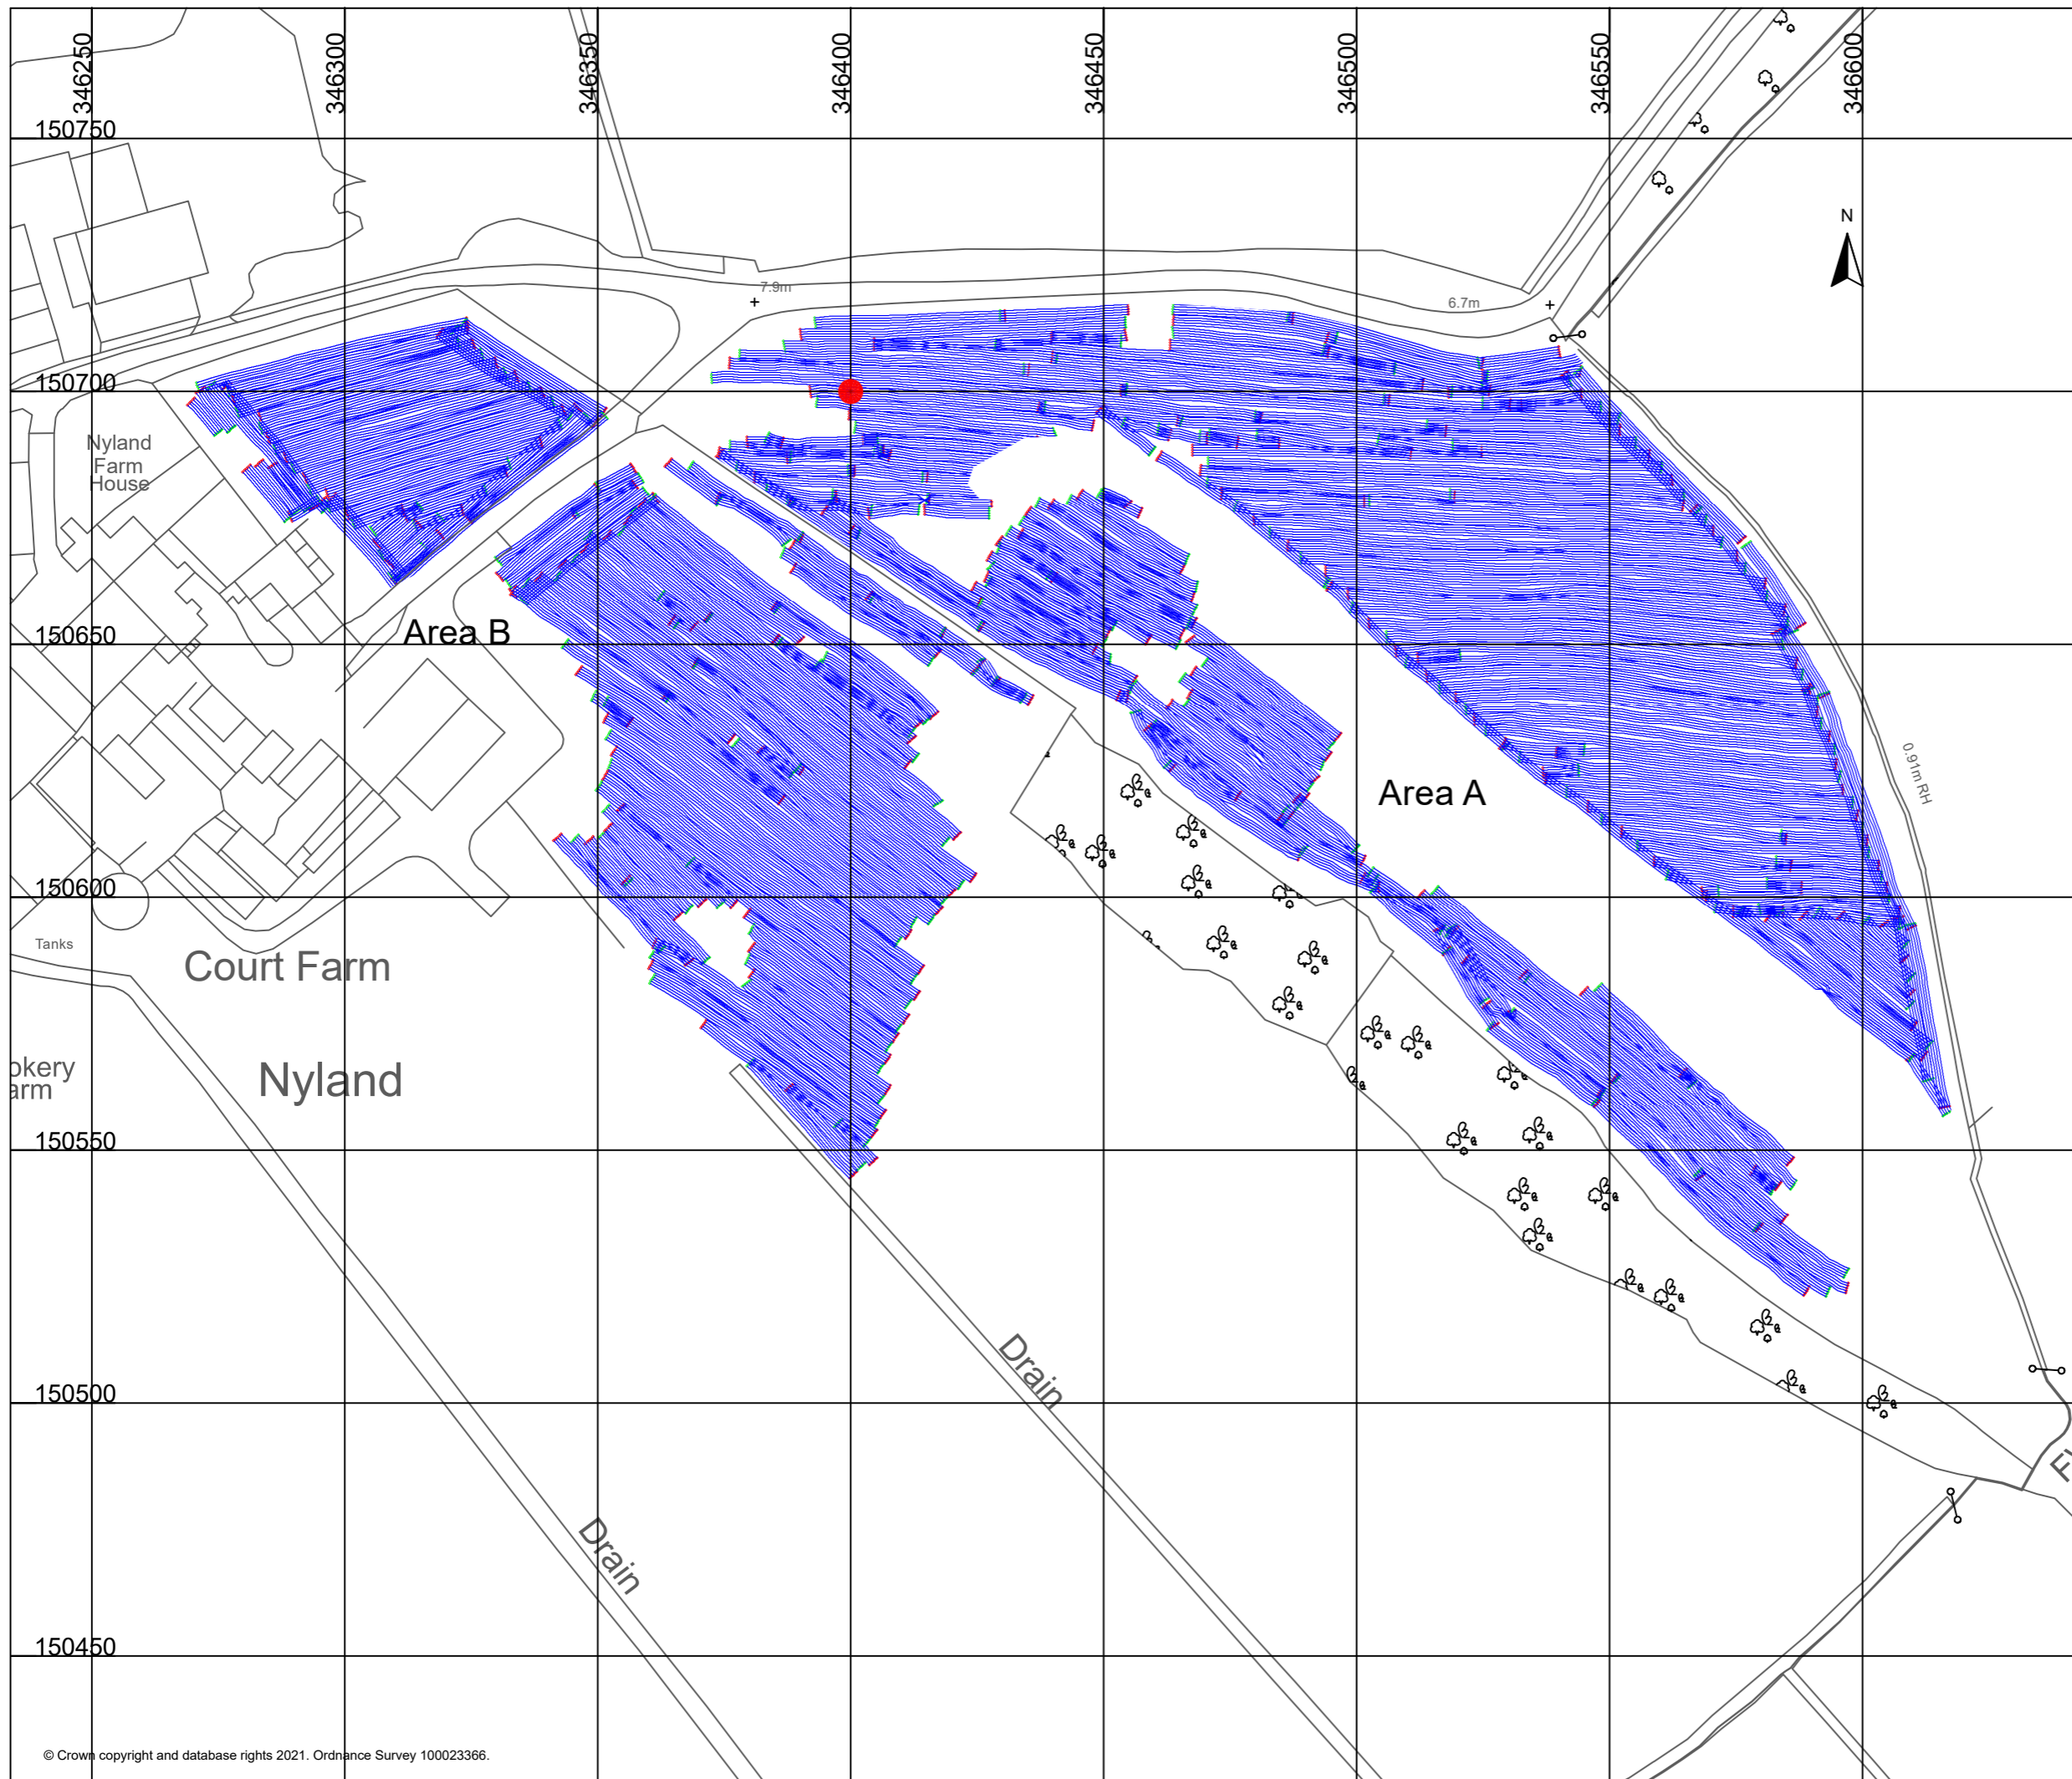 346250
346300
346350
346400
346450
346500
346550
346600
150750
N
7.9m
6.7m
150700
Nyland
Farm
House
Area B
150650
0.91m RH
Area A
150600
Tanks
Court Farm
okery
arm
Nyland
150550
Drain
150500
Drain
150450
© Crown copyright and database rights 2021. Ordnance Survey 100023366.